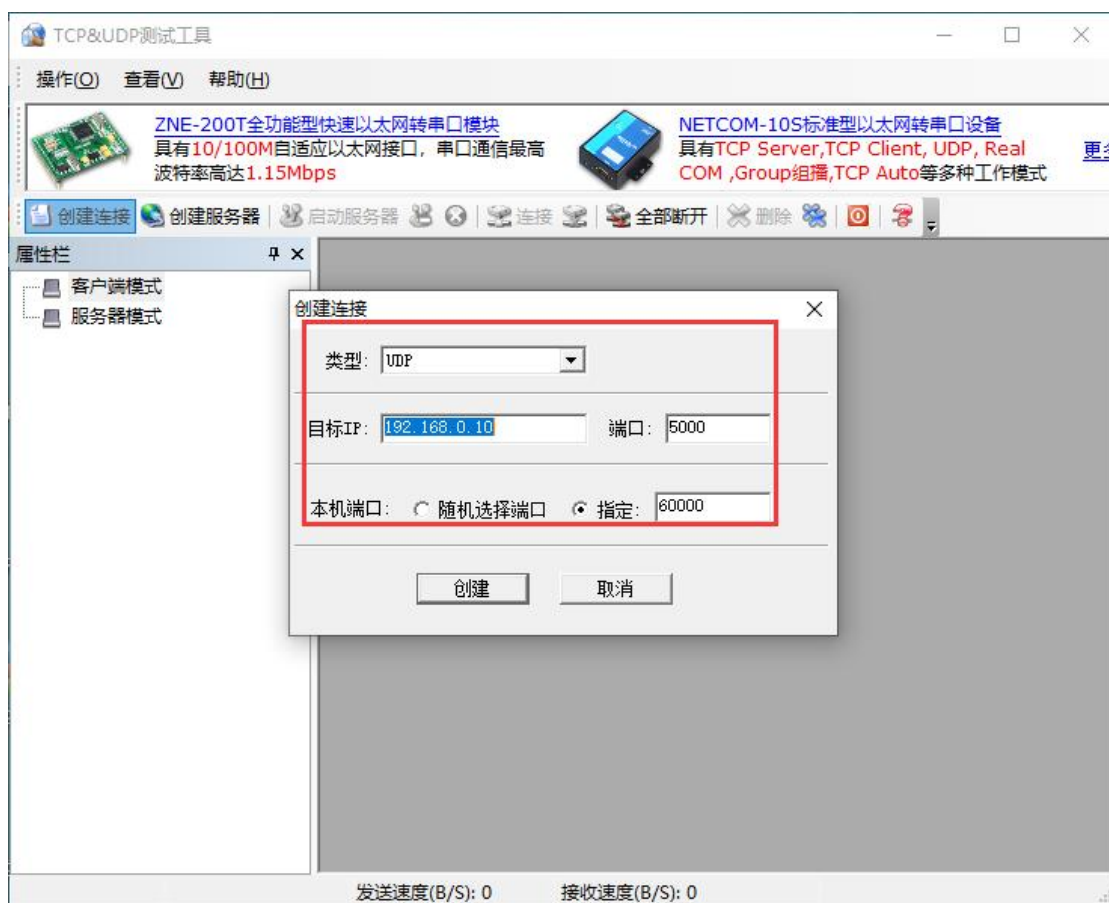 TCP&UDP测试工具
操作(O) 查看(V) 帮助(H)
ZNE-200T全功能型快速以太网转串口模块
具有10/100M自适应以太网接口，串口通信最高
波特率高达1.15Mbps
NETCOM-10S标准型以太网转串口设备
具有TCP Server,TCP Client, UDP, Real
COM ,Group组播,TCP Auto等多种工作模式
创建连接 创建服务器 启动服务器 连接 全部断开 删除
属性栏
客户端模式
服务器模式
创建连接
类型: UDP
目标IP: 192.168.0.10 端口: 5000
本机端口: 随机选择端口 指定: 60000
创建 取消
发送速度(B/S): 0 接收速度(B/S): 0